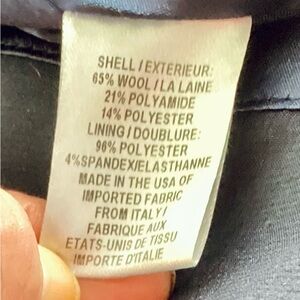 SHELL / EXTERIEUR:
65% WOOL / LA LAINE
21% POLYAMIDE
14% POLYESTER
LINING / DOUBLURE:
96% POLYESTER
4%SPANDEX/ELASTHANNE
MADE IN THE USA OF
IMPORTED FABRIC
FROM ITALY /
FABRIQUE AUX
ETATS-UNIS DE TISSU
IMPORTE D'ITALIE